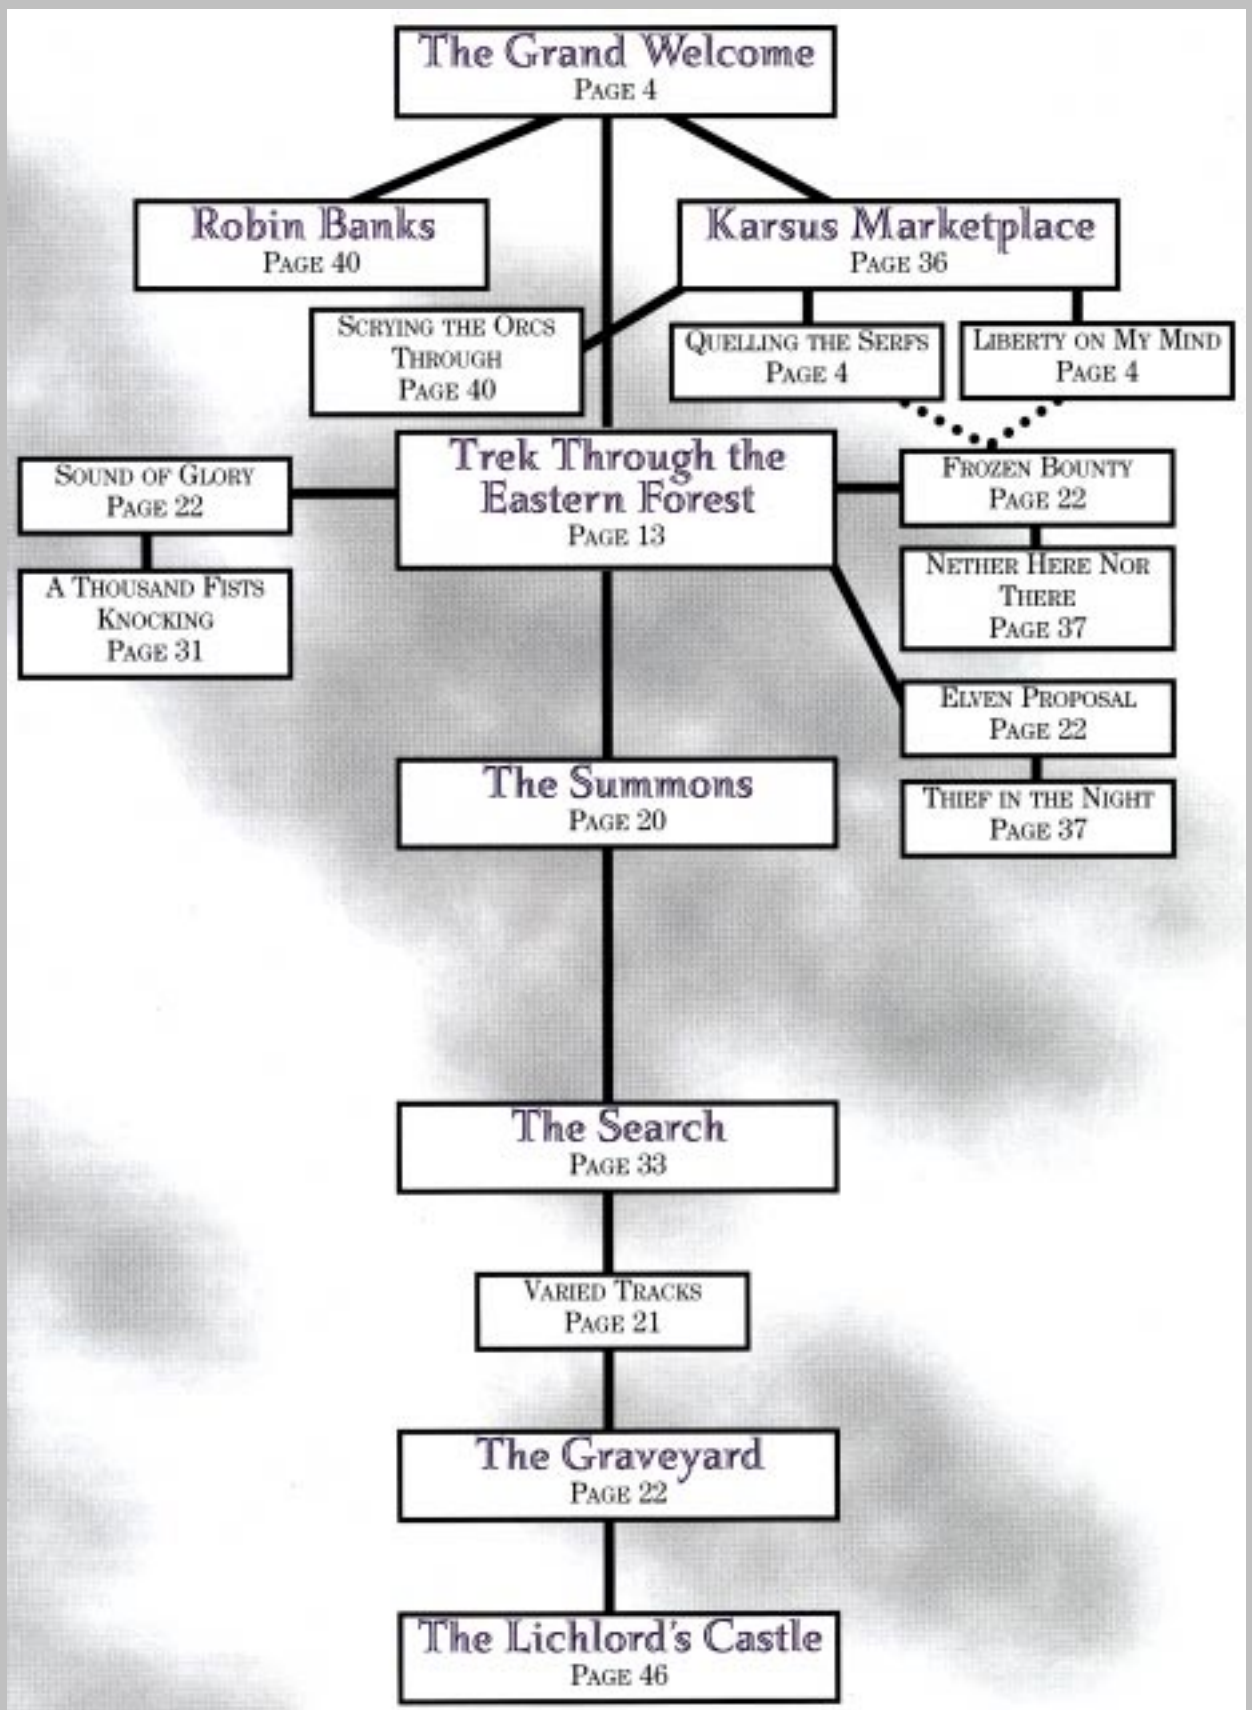 The Grand Welcome
Page 4
Robin Banks
Page 40
Karsus Marketplace
Page 36
Scrying the Orcs
Through
Page 40
Quelling the Serfs
Page 4
Liberty on My Mind
Page 4
Sound of Glory
Page 22
Trek Through the
Eastern Forest
Page 13
Frozen Bounty
Page 22
A Thousand Fists
Knocking
Page 31
Nether Here Nor
There
Page 37
Elven Proposal
Page 22
The Summons
Page 20
Thief in the Night
Page 37
The Search
Page 33
Varied Tracks
Page 21
The Graveyard
Page 22
The Lichlord's Castle
Page 46